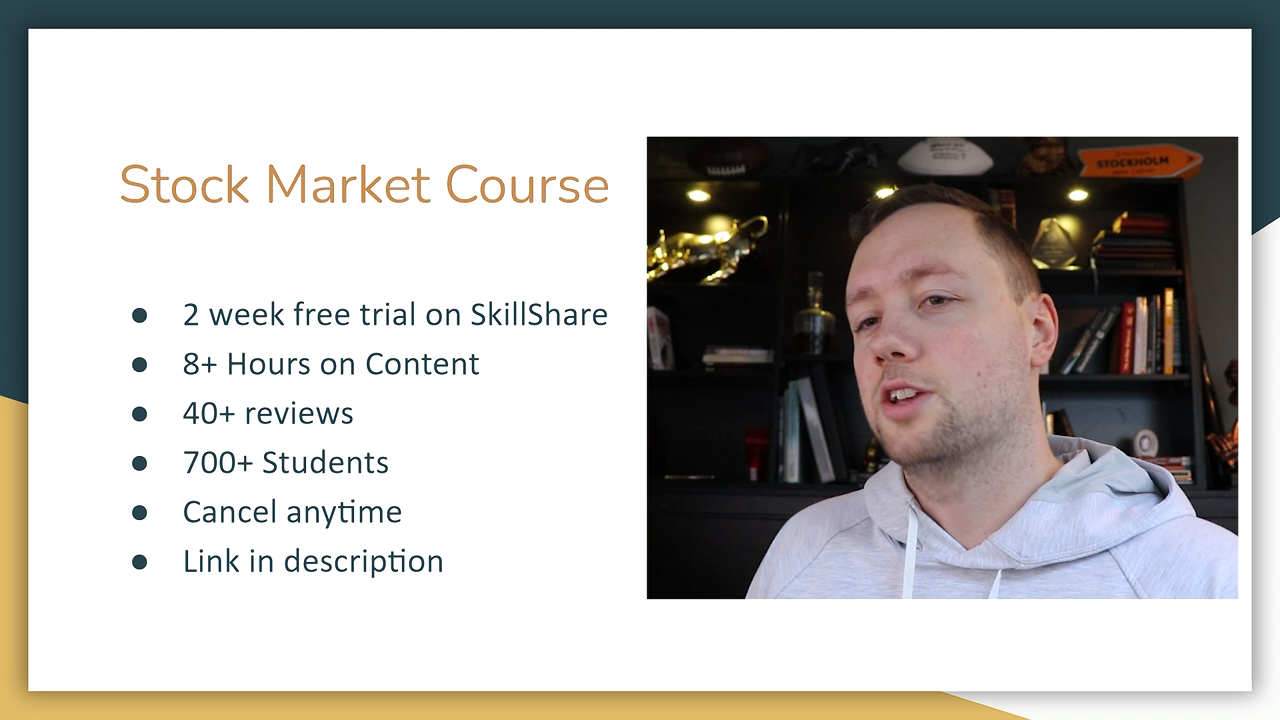 Stock Market Course
● 2 week free trial on SkillShare
● 8+ Hours on Content
● 40+ reviews
● 700+ Students
● Cancel anytime
● Link in description
STOCKHOLM